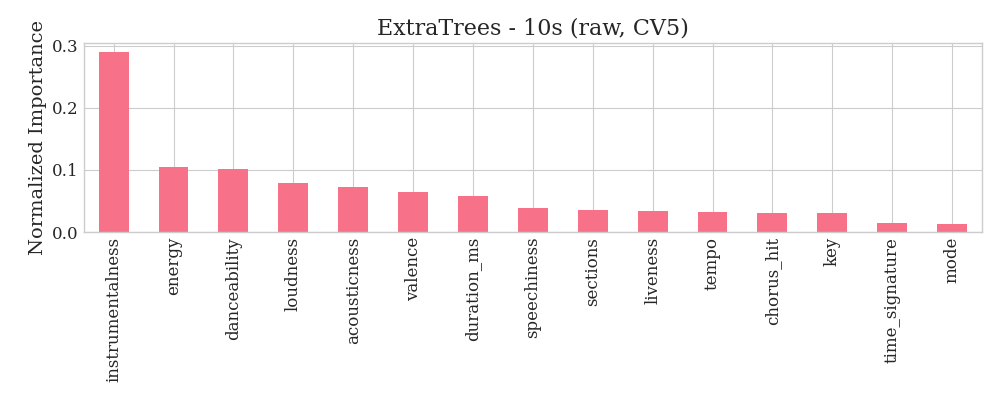 ExtraTrees - 10s (raw, CV5)
Normalized Importance
0.3
0.2
0.1
0.0
instrumentalness
energy
danceability
loudness
acousticness
valence
duration_ms
speechiness
sections
liveness
tempo
chorus_hit
key
time_signature
mode